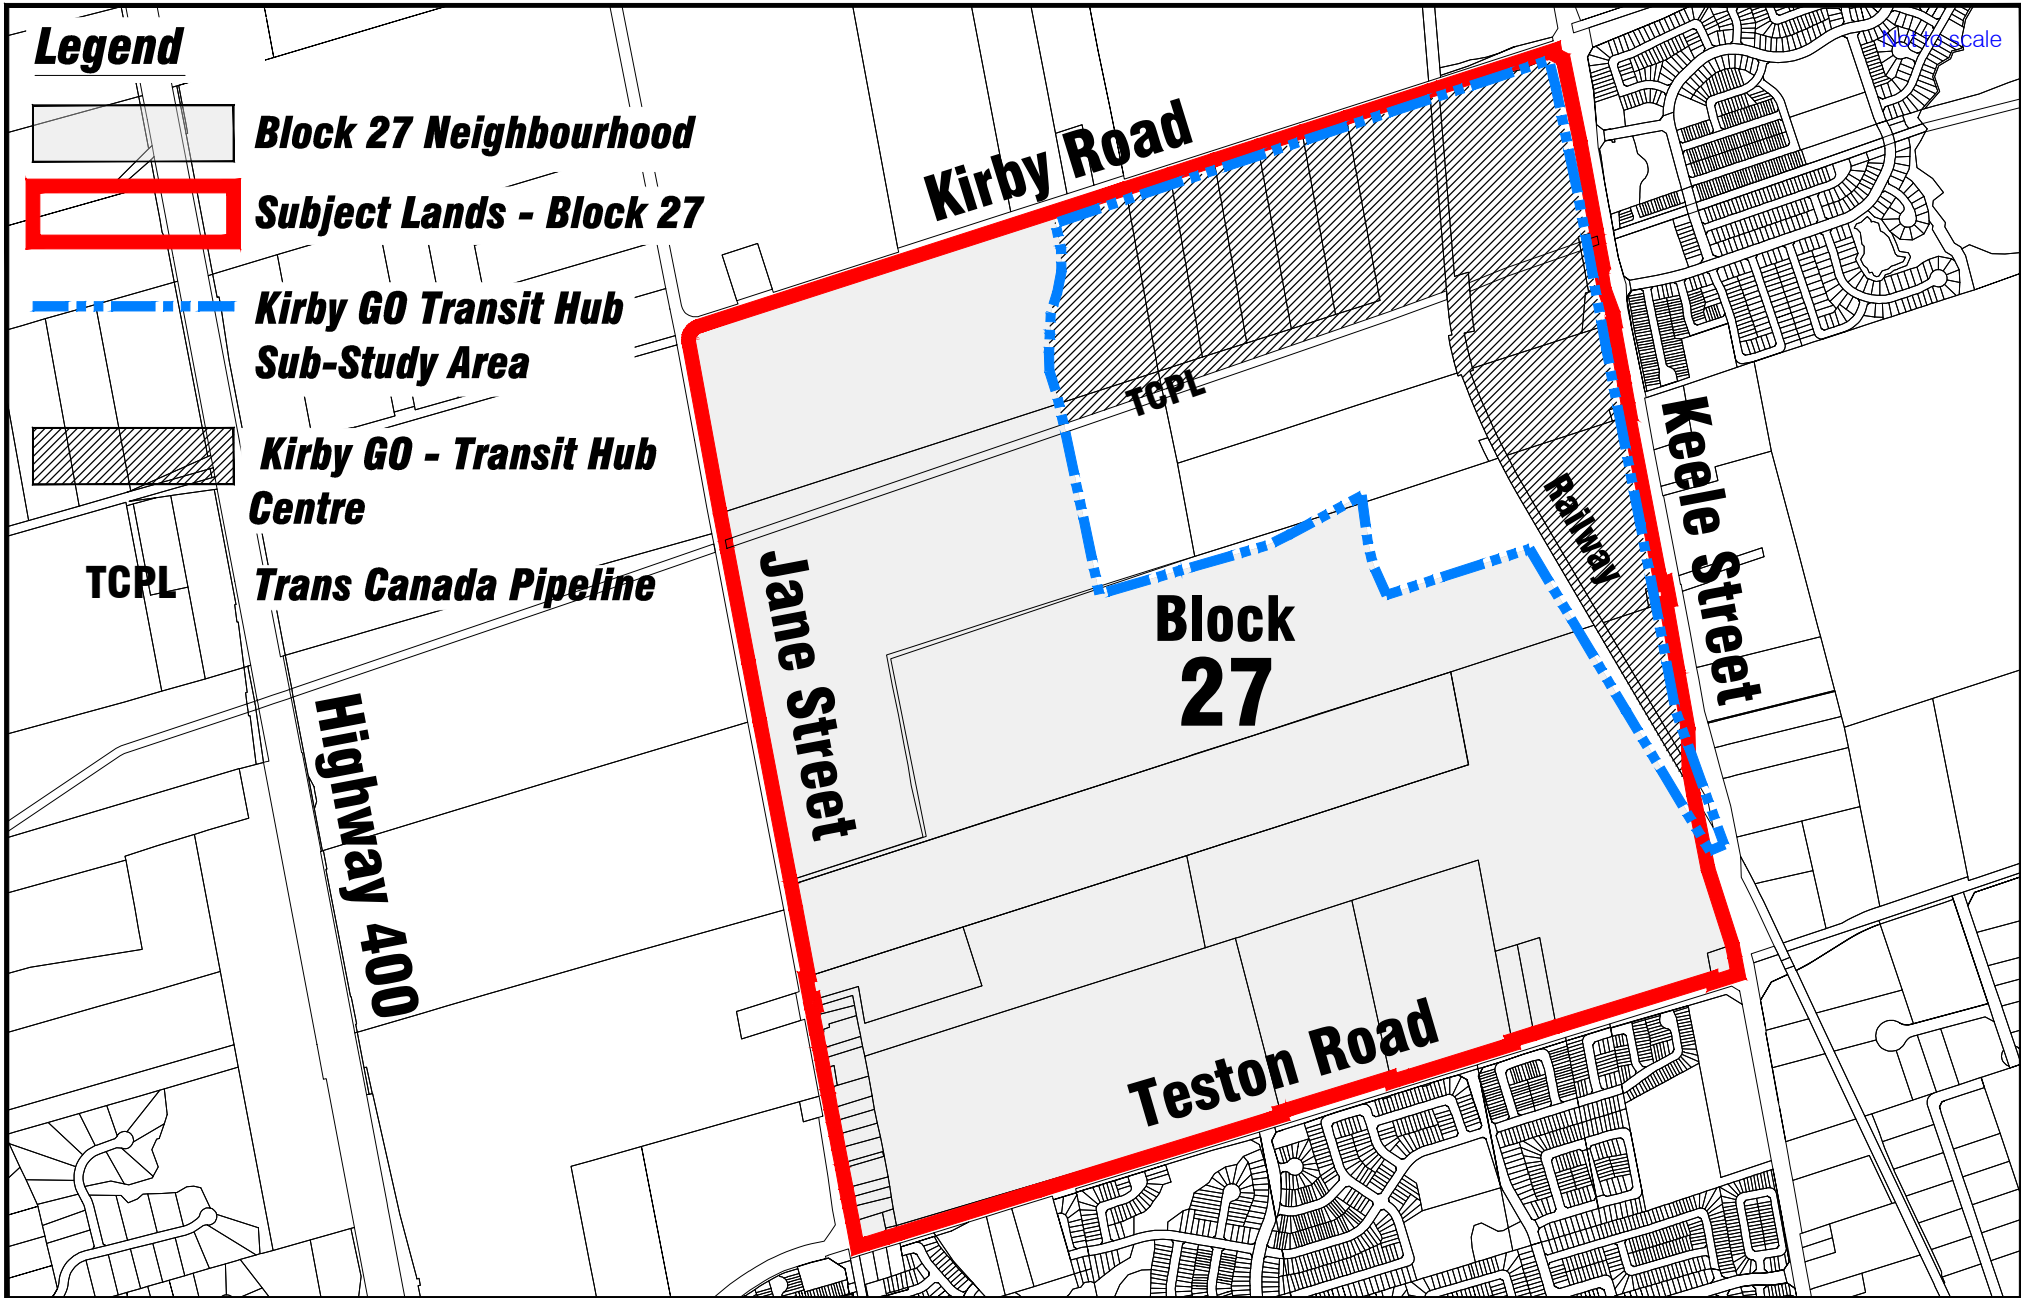 Legend
Not to scale
Block 27 Neighbourhood
Subject Lands - Block 27
Kirby GO Transit Hub
Sub-Study Area
Kirby GO - Transit Hub
Centre
TCPL
Trans Canada Pipeline
Kirby Road
TCPL
Railway
Keele Street
Jane Street
Block
27
Highway 400
Teston Road